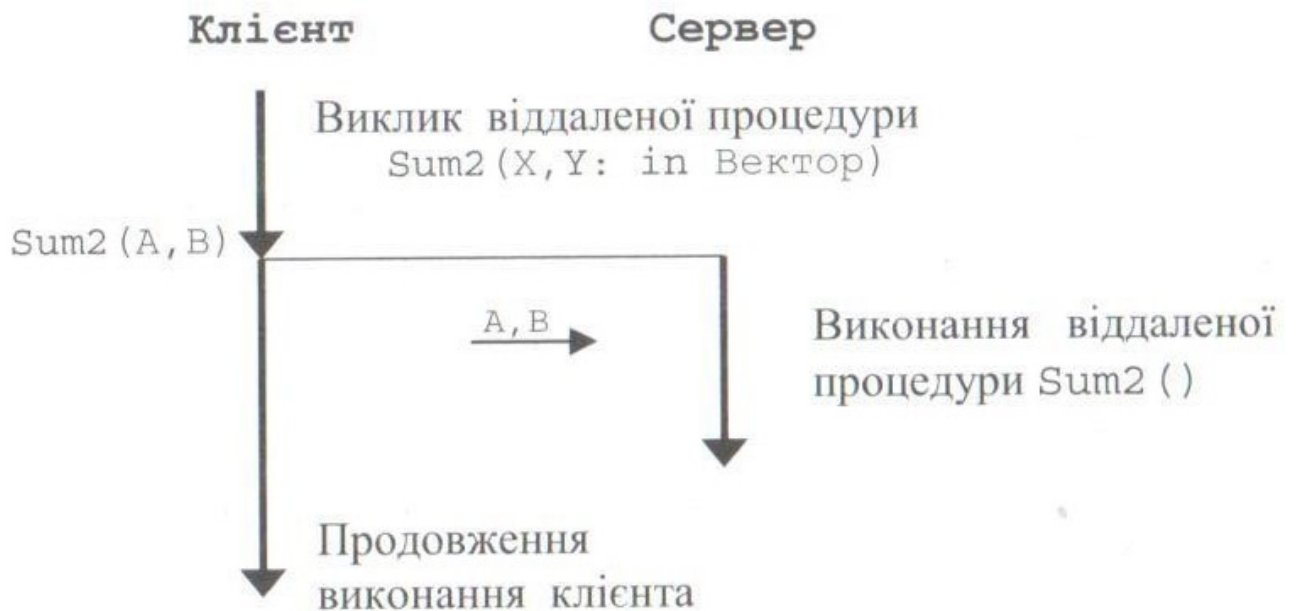 Клієнт Сервер
Виклик віддаленої процедури
Sum2(X,Y: in Вектор)
Sum2(A,B)
A,B
Виконання віддаленої
процедури Sum2()
Продовження
виконання клієнта